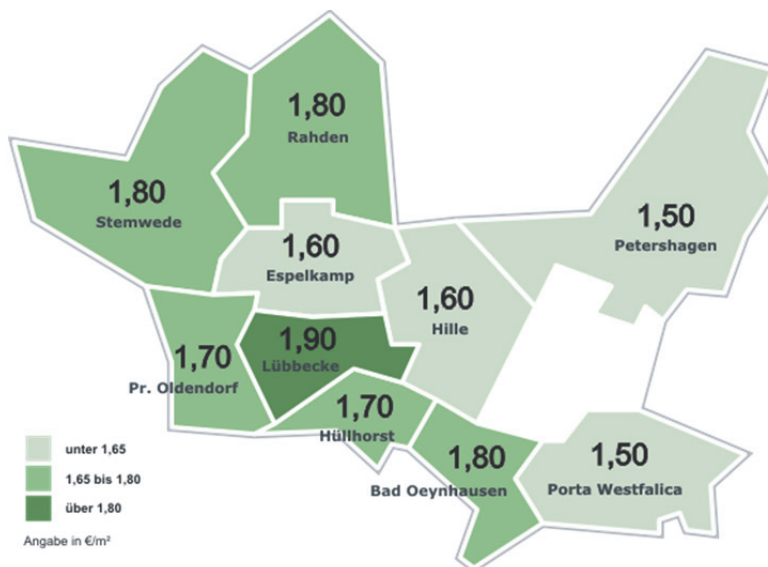 1,80
Rahden
1,80
Stemwede
1,50
Petershagen
1,60
Espelkamp
1,60
Hille
1,90
Lübbecke
1,70
Pr. Oldendorf
1,70
Hüllhorst
1,80
Bad Oeynhausen
1,50
Porta Westfalica
unter 1,65
1,65 bis 1,80
über 1,80
Angabe in €/m²